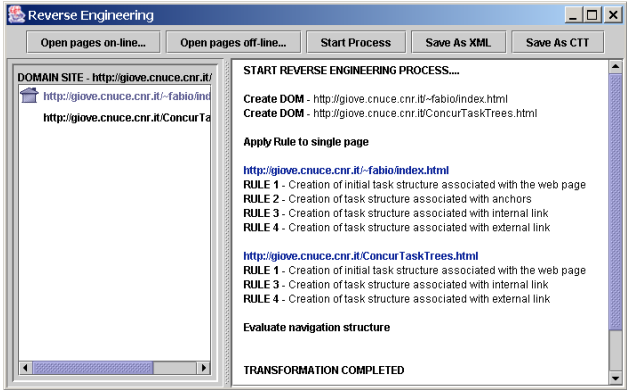 Reverse Engineering
Open pages on-line...
Open pages off-line...
Start Process
Save As XML
Save As CTT
DOMAIN SITE - http://giove.cnuce.cnr.it/
http://giove.cnuce.cnr.it/~fabio/ind
http://giove.cnuce.cnr.it/ConcurTa
START REVERSE ENGINEERING PROCESS....
Create DOM - http://giove.cnuce.cnr.it/~fabio/index.html
Create DOM - http://giove.cnuce.cnr.it/ConcurTaskTrees.html
Apply Rule to single page
http://giove.cnuce.cnr.it/~fabio/index.html
RULE 1 - Creation of initial task structure associated with the web page
RULE 2 - Creation of task structure associated with anchors
RULE 3 - Creation of task structure associated with internal link
RULE 4 - Creation of task structure associated with external link
http://giove.cnuce.cnr.it/ConcurTaskTrees.html
RULE 1 - Creation of initial task structure associated with the web page
RULE 3 - Creation of task structure associated with internal link
RULE 4 - Creation of task structure associated with external link
Evaluate navigation structure
TRANSFORMATION COMPLETED